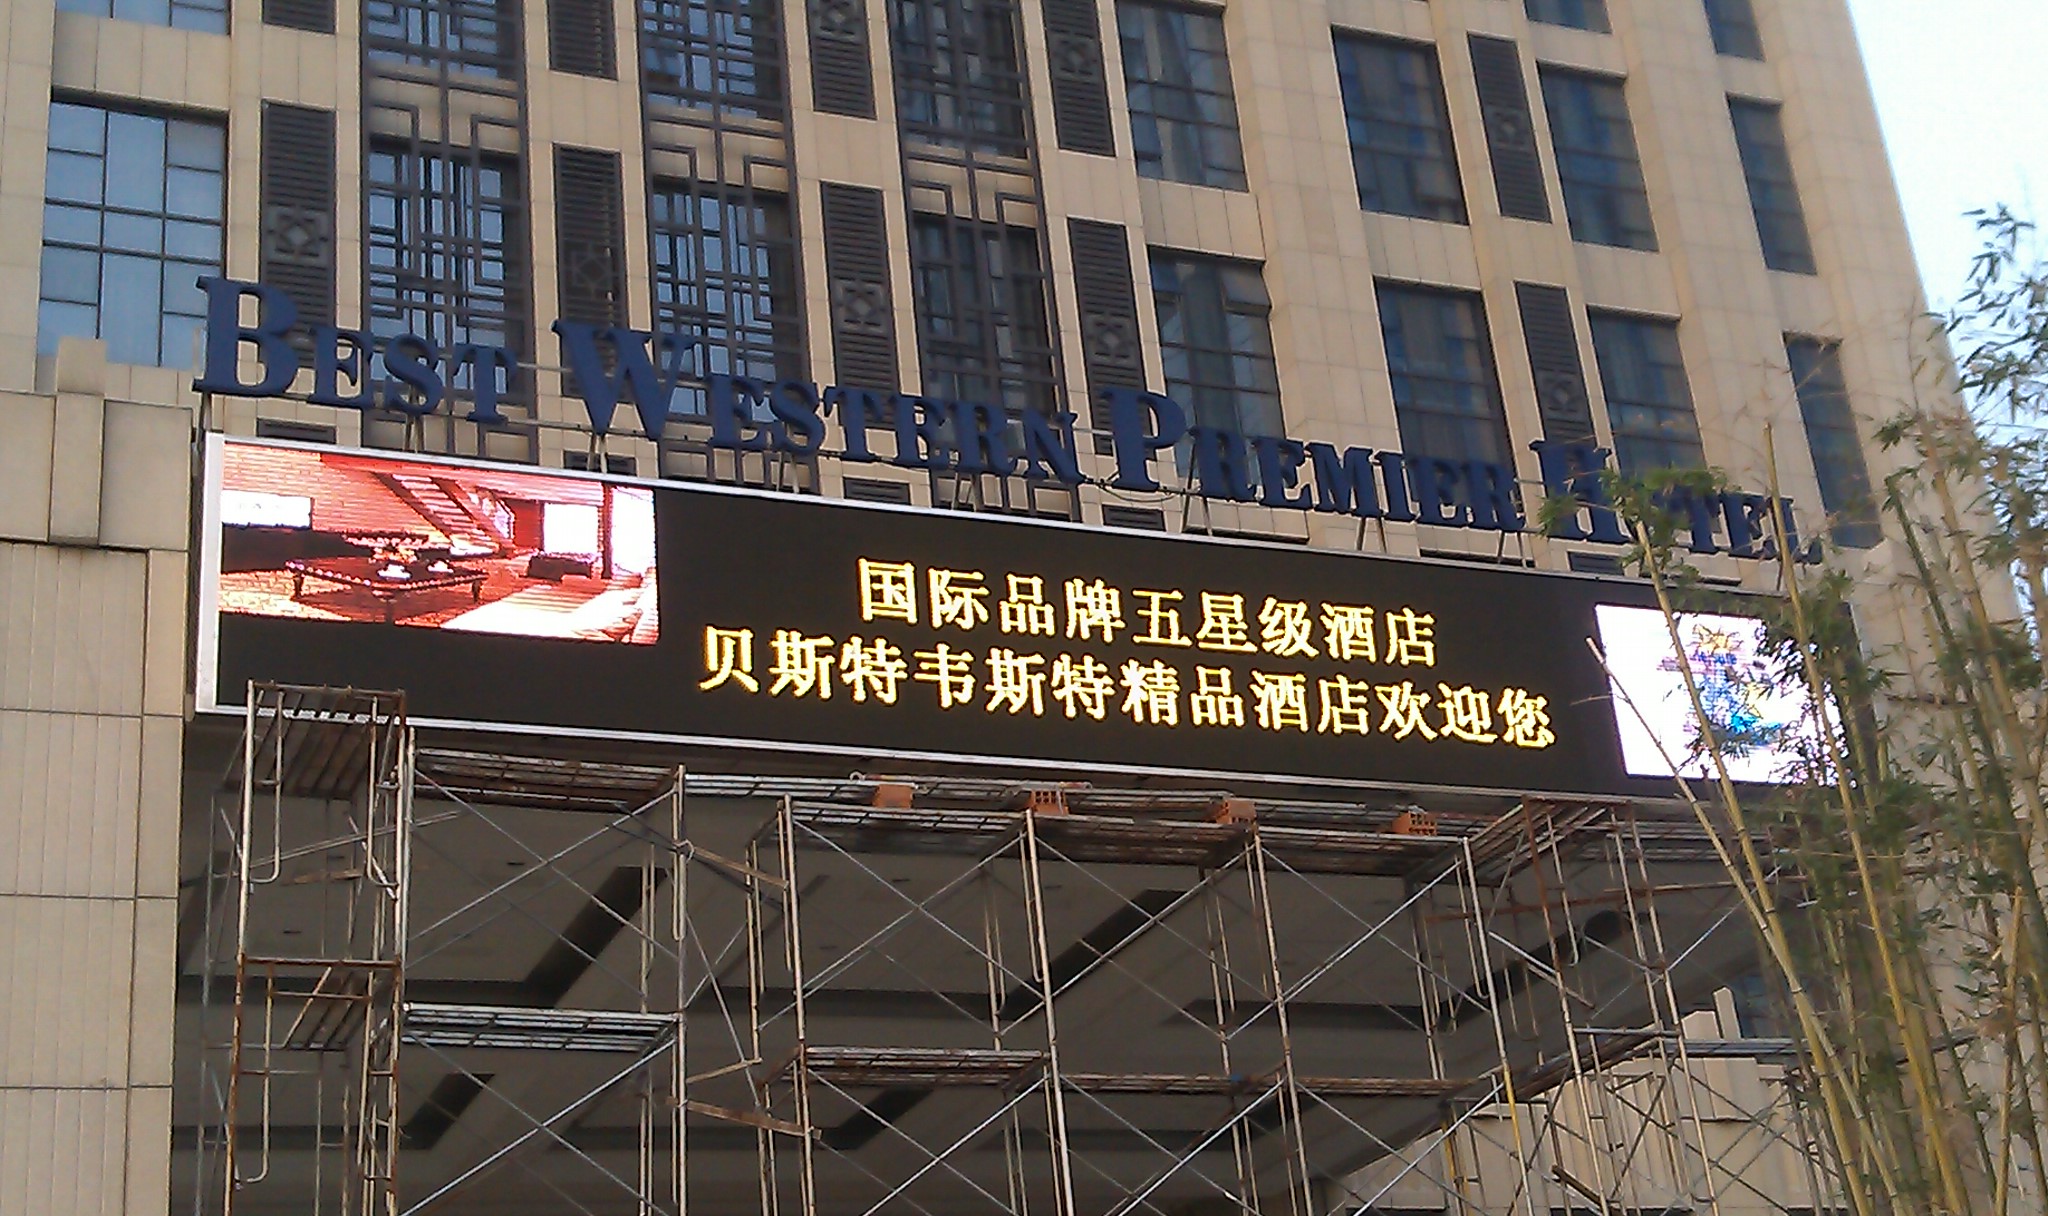 BEST WESTERN PREMIER HOTEL
国际品牌五星级酒店
贝斯特韦斯特精品酒店欢迎您